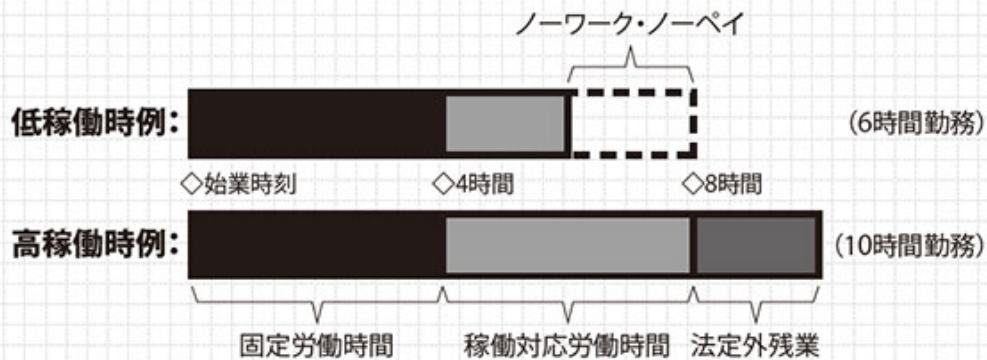 ノーワーク・ノーペイ
低稼働時例： （6時間勤務）
◇始業時刻 ◇4時間 ◇8時間
高稼働時例： （10時間勤務）
固定労働時間 稼働対応労働時間 法定外残業